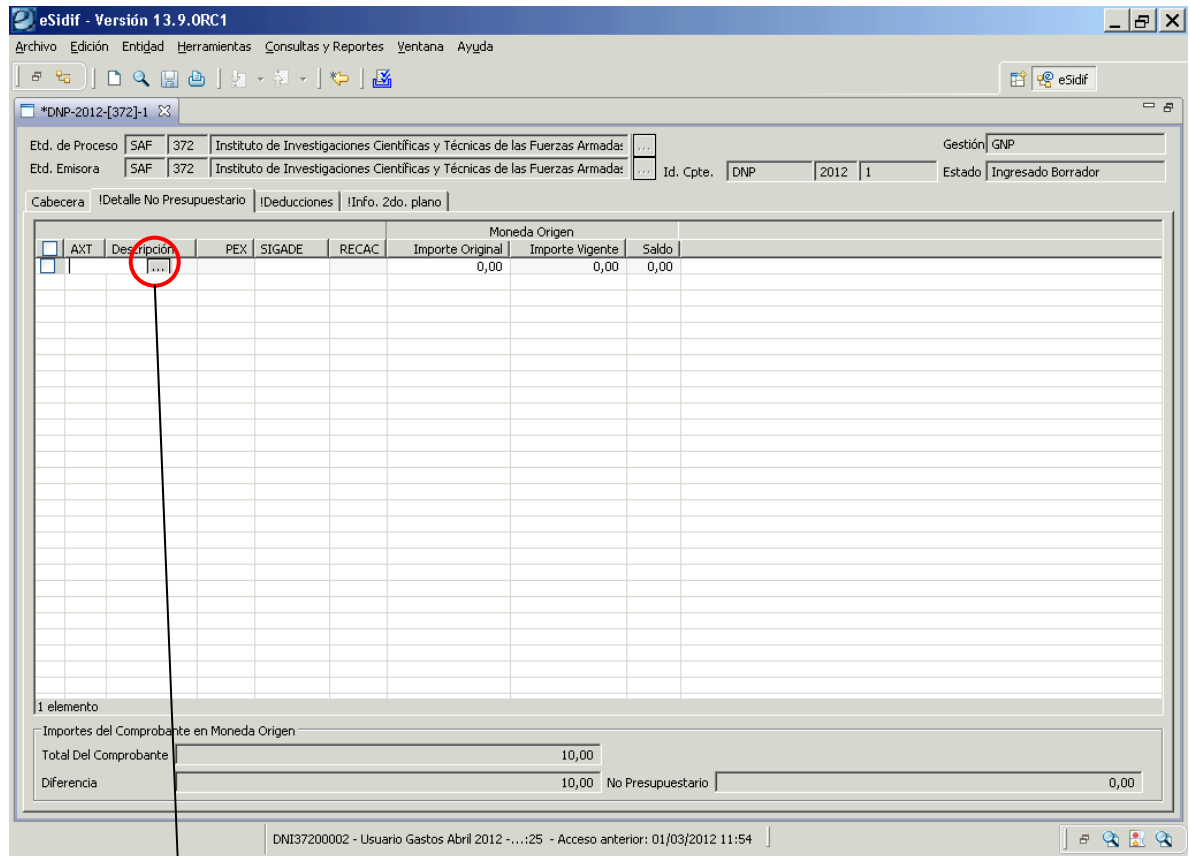 eSidif - Versión 13.9.0RC1
Archivo Edición Entidad Herramientas Consultas y Reportes Ventana Ayuda
eSidif
*DNP-2012-[372]-1
Etd. de Proceso SAF 372 Instituto de Investigaciones Científicas y Técnicas de las Fuerzas Armadas ... Gestión GNP
Etd. Emisora SAF 372 Instituto de Investigaciones Científicas y Técnicas de las Fuerzas Armadas ... Id. Cpte. DNP 2012 1 Estado Ingresado Borrador
Cabecera !Detalle No Presupuestario !Deducciones !Info. 2do. plano
Moneda Origen
AXT Descripción PEX SIGADE RECAC Importe Original Importe Vigente Saldo
... 0,00 0,00 0,00
1 elemento
Importes del Comprobante en Moneda Origen
Total Del Comprobante 10,00
Diferencia 10,00 No Presupuestario 0,00
DNI37200002 - Usuario Gastos Abril 2012 -...:25 - Acceso anterior: 01/03/2012 11:54